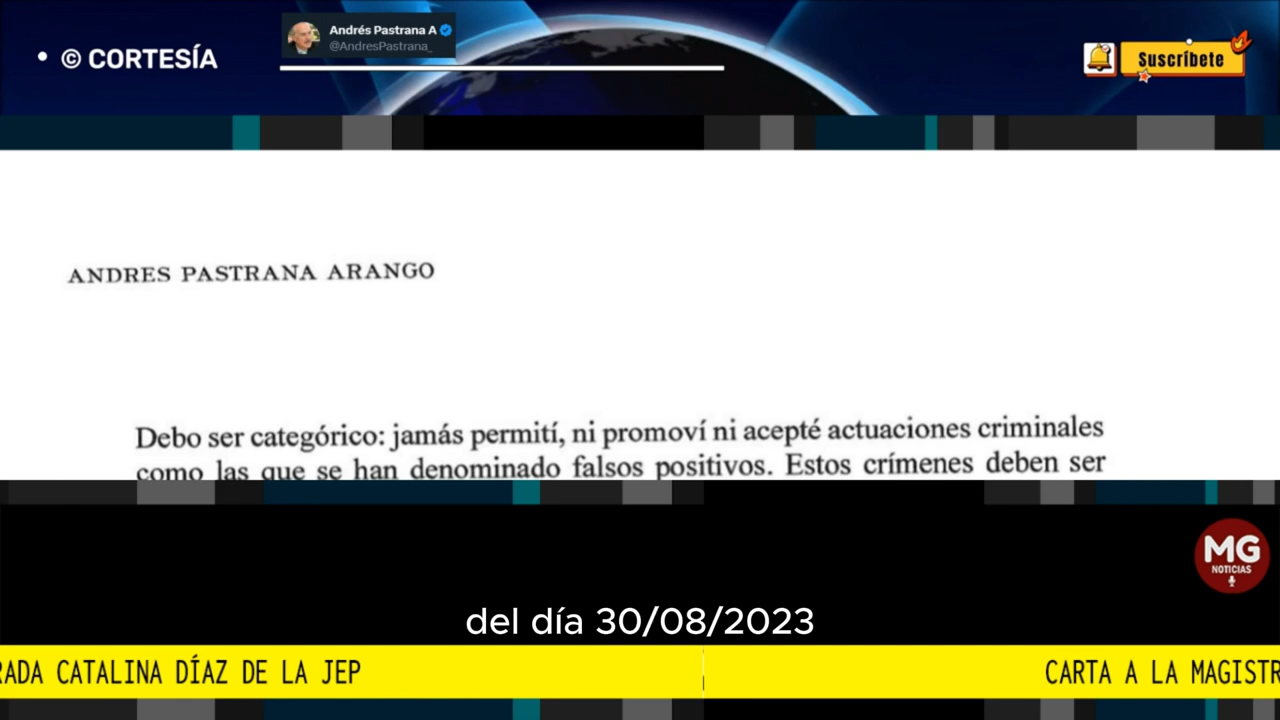 • © CORTESÍA
Andrés Pastrana A
@AndresPastrana_
Suscríbete
ANDRES PASTRANA ARANGO
Debo ser categórico: jamás permití, ni promoví ni acepté actuaciones criminales
como las que se han denominado falsos positivos. Estos crímenes deben ser
MG
NOTICIAS
del día 30/08/2023
RADA CATALINA DÍAZ DE LA JEP
CARTA A LA MAGISTR